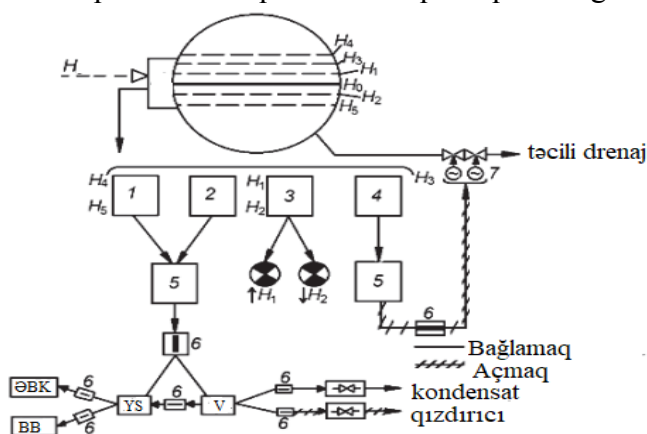 H₄
H₃
H₁
H₀
H₂
H₅
H
təcili drenaj
7
H₄
H₅
1
2
H₁
H₂
3
4
H₃
5
↑H₁
↓H₂
5
6
6
Bağlamaq
Açmaq
kondensat
qızdırıcı
ƏBK
6
YS
6
V
6
6
BB
6